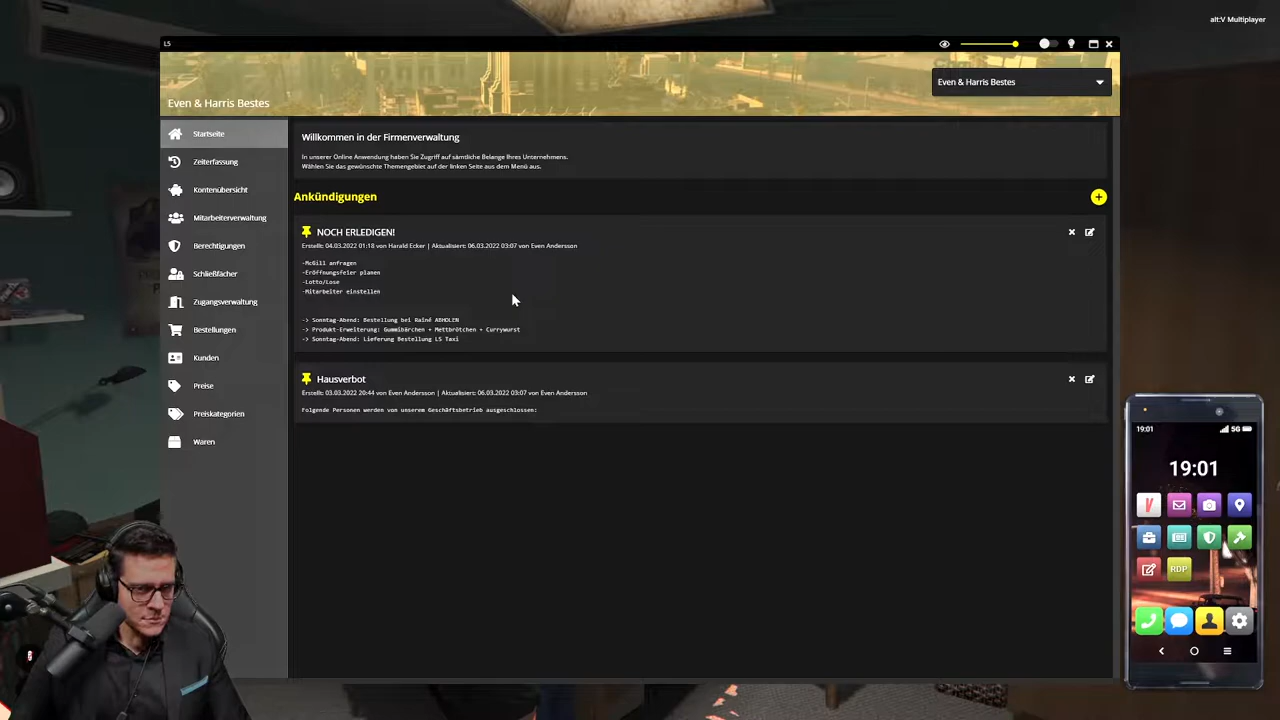 alt:V Multiplayer
LS
Even & Harris Bestes
Even & Harris Bestes
Startseite
Zeiterfassung
Kontenübersicht
Mitarbeiterverwaltung
Berechtigungen
Schließfächer
Zugangsverwaltung
Bestellungen
Kunden
Preise
Preiskategorien
Waren
Willkommen in der Firmenverwaltung
In unserer Online Anwendung haben Sie Zugriff auf sämtliche Belange Ihres Unternehmens.
Wählen Sie das gewünschte Themengebiet auf der linken Seite aus dem Menü aus.
Ankündigungen
NOCH ERLEDIGEN!
Erstellt: 04.03.2022 01:18 von Harald Ecker | Aktualisiert: 06.03.2022 03:07 von Even Andersson
-McGill anfragen
-Eröffnungsfeier planen
-Lotto/Lose
-Mitarbeiter einstellen
-> Sonntag-Abend: Bestellung bei Rainé ABHOLEN
-> Produkt-Erweiterung: Gummibärchen + Mettbrötchen + Currywurst
-> Sonntag-Abend: Lieferung Bestellung LS Taxi
Hausverbot
Erstellt: 03.03.2022 20:44 von Even Andersson | Aktualisiert: 06.03.2022 03:07 von Even Andersson
Folgende Personen werden von unserem Geschäftsbetrieb ausgeschlossen:
19:01
5G
19:01
RDP